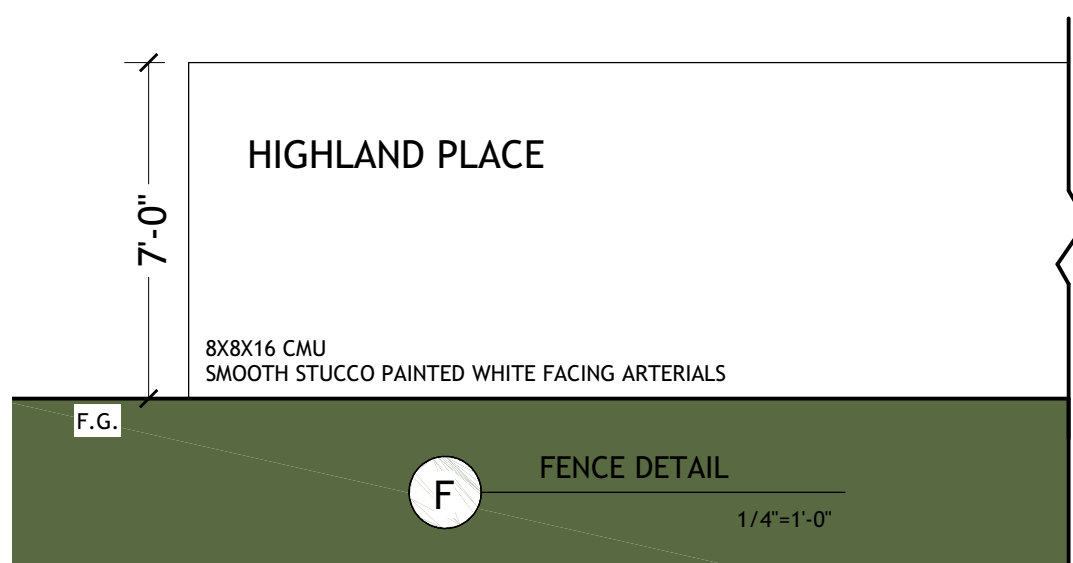 HIGHLAND PLACE
7'-0"
8X8X16 CMU
SMOOTH STUCCO PAINTED WHITE FACING ARTERIALS
F.G.
F
FENCE DETAIL
1/4"=1'-0"